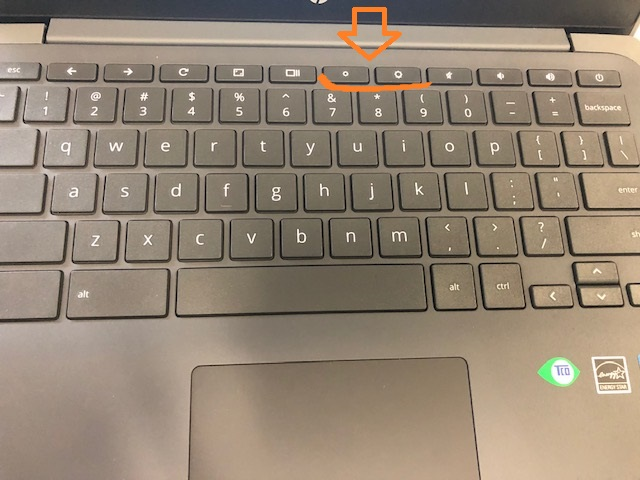 esc
! @ # $ % ^ & * ( ) _ +
1 2 3 4 5 6 7 8 9 0 - = backspace
q w e r t y u i o p { } |
[ ] \
a s d f g h j k l : " enter
; '
z x c v b n m < > ? sh
, . /
alt alt ctrl
TCO
ENERGY STAR